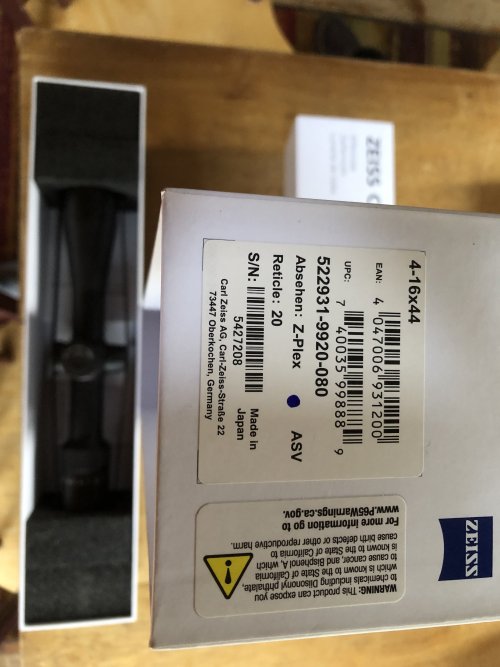 4-16x44
EAN: 4 047006 931200
UPC: 7 40035 99888 9
522931-9920-080
Absehen: Z-Plex ASV
Reticle: 20
S/N: 5427208
Made in
Japan
Carl Zeiss AG, Carl-Zeiss-Straße 22
73447 Oberkochen, Germany
WARNING: This product can expose you
to chemicals including Diisononyl phthalate,
which is known to the State of California
to cause cancer, and Bisphenol A, which
is known to the State of California to
cause birth defects or other reproductive harm.
For more information go to
www.P65Warnings.ca.gov.
ZEISS
ZEISS